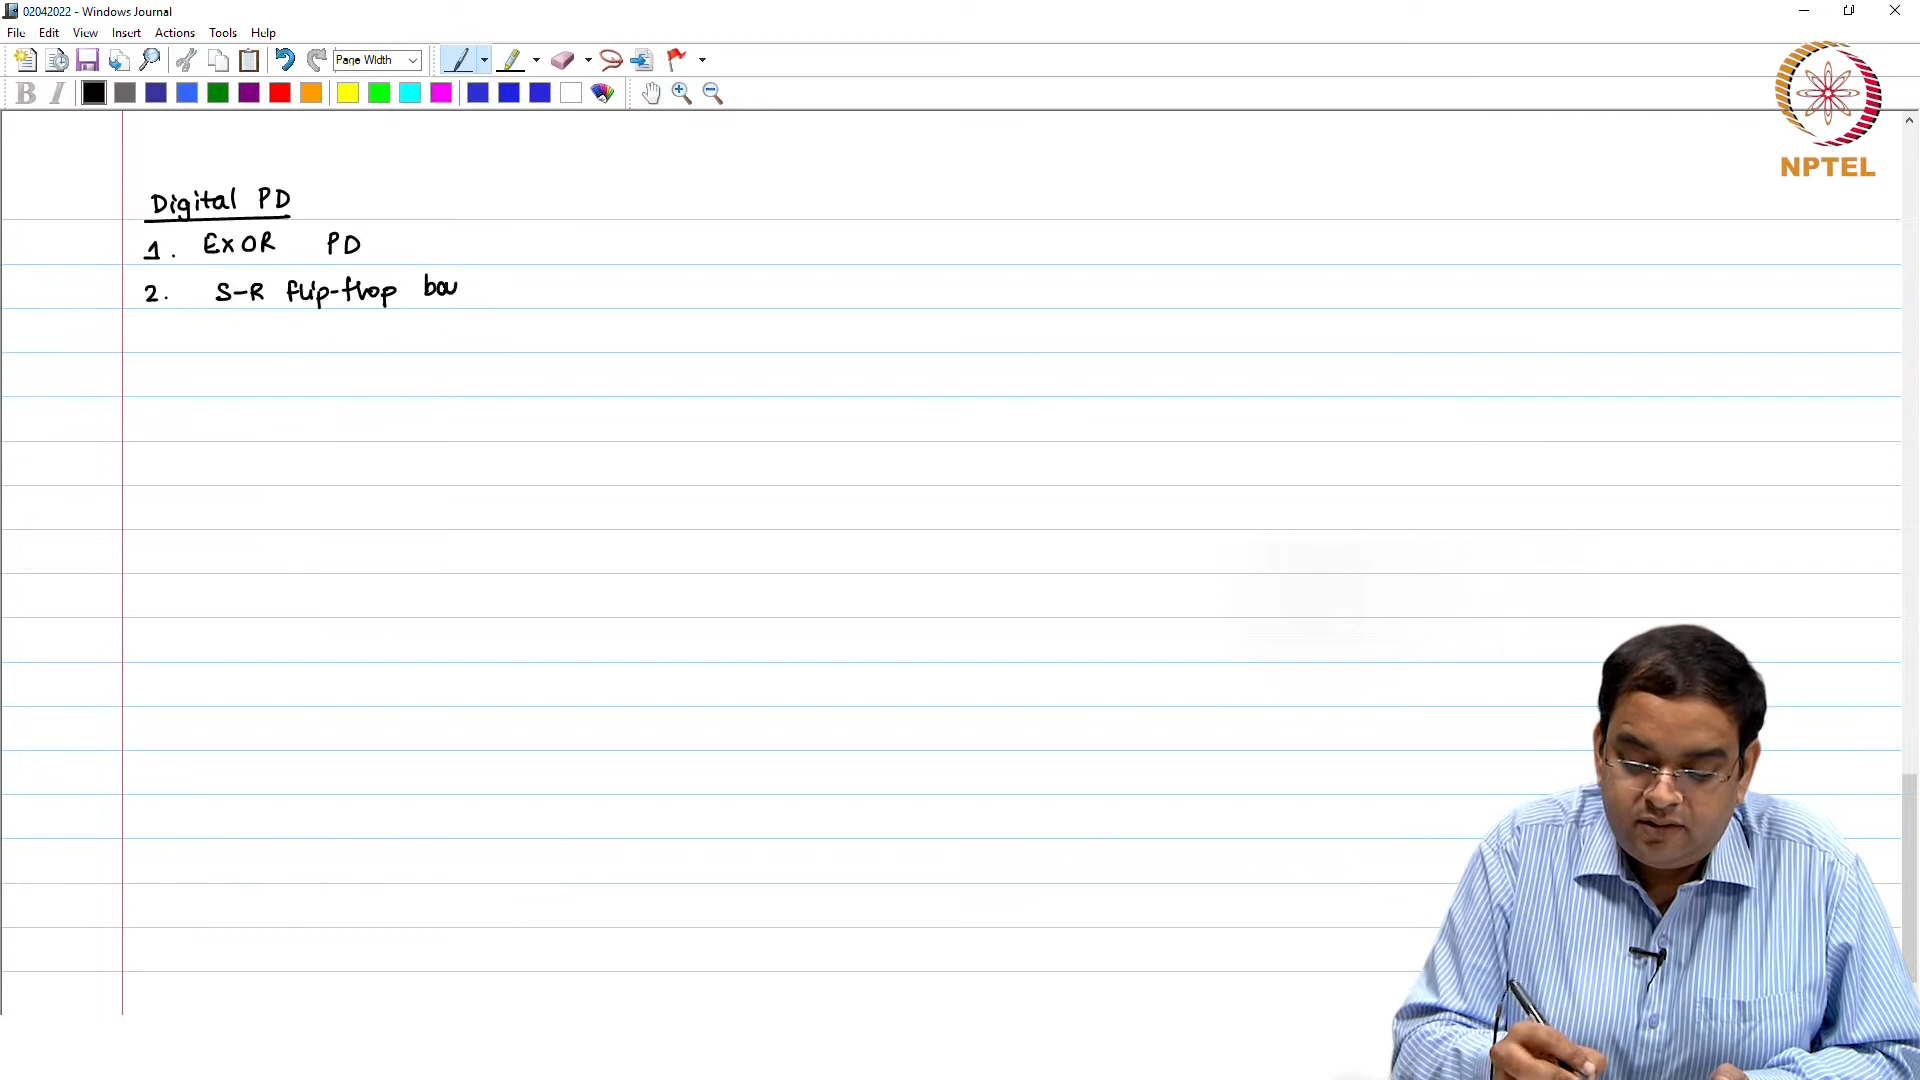 02042022 - Windows Journal
File Edit View Insert Actions Tools Help
Page Width
B I
NPTEL
Digital PD
1. EXOR PD
2. S-R flip-flop